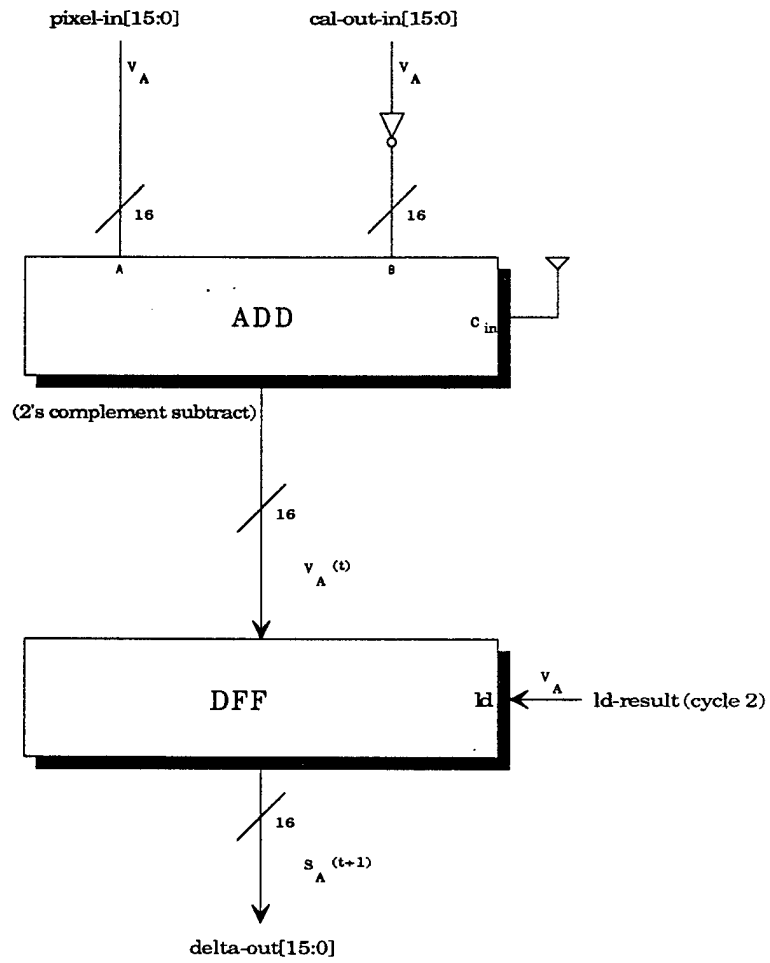 pixel-in[15:0] cal-out-in[15:0]
V A V A
16 16
A B
ADD
C in
(2's complement subtract)
16
V A (t)
DFF
ld
V A
ld-result (cycle 2)
16
S A (t+1)
delta-out[15:0]